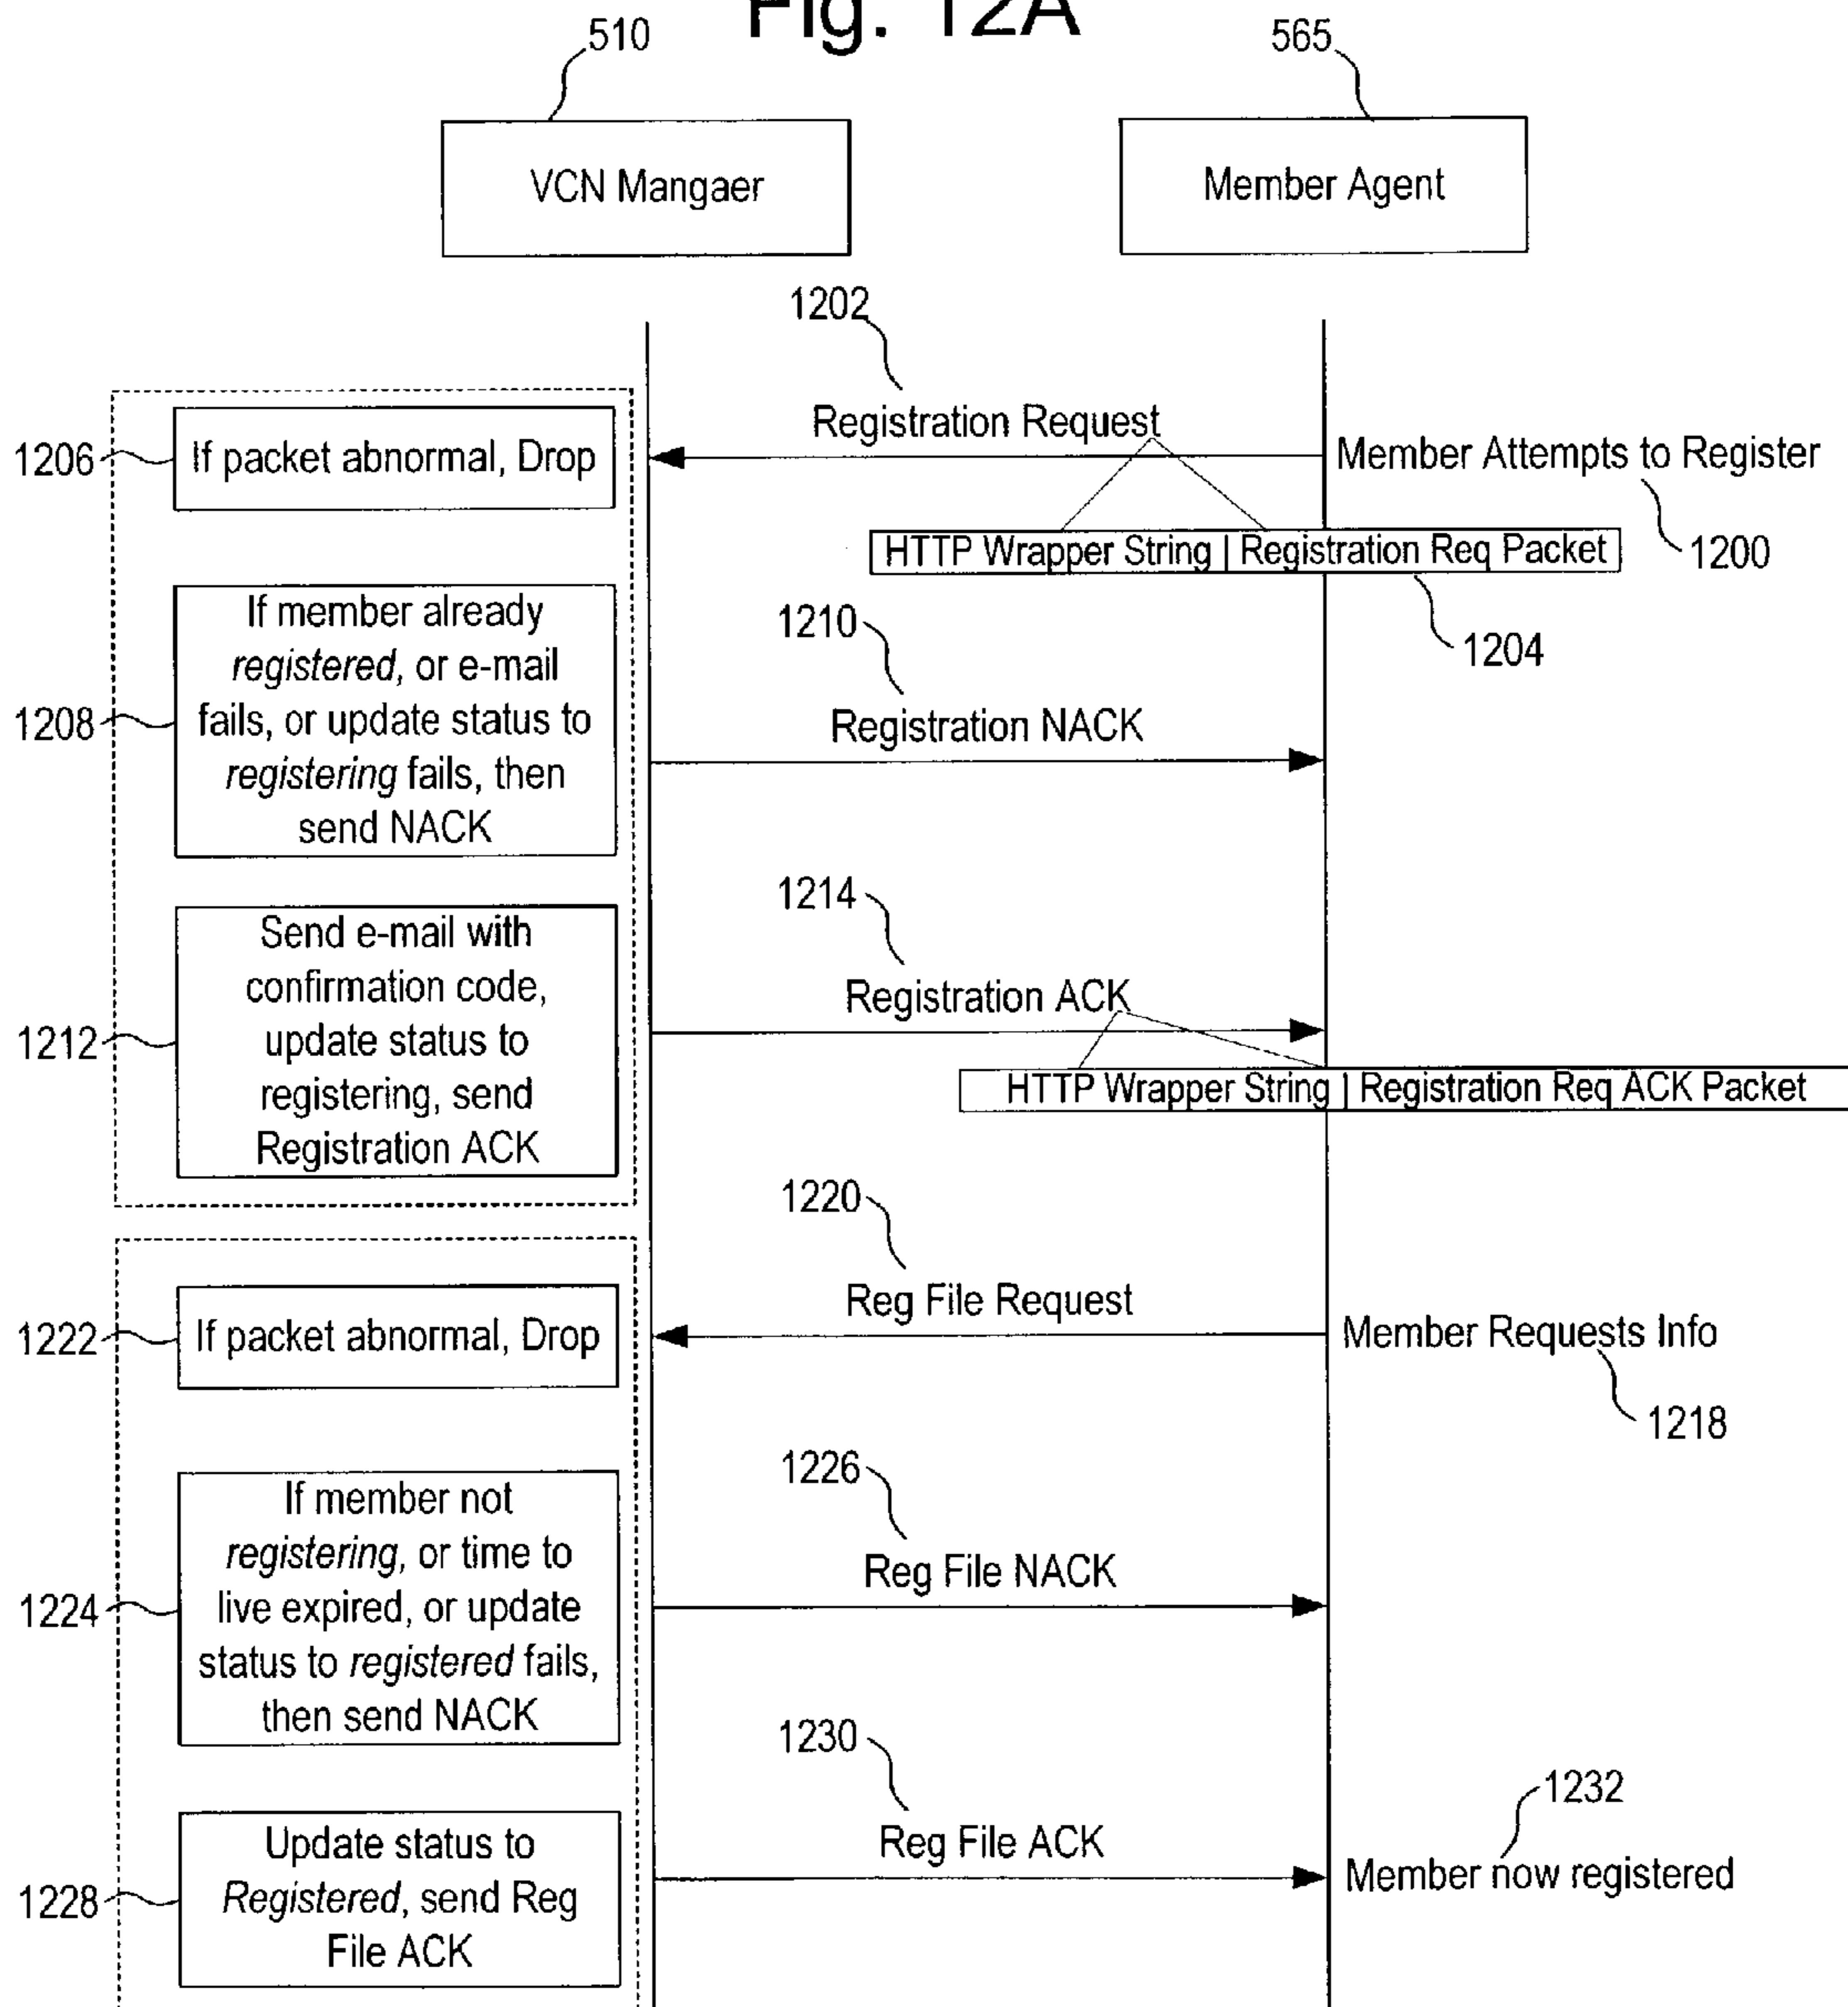 Fig. 12A
510
565
VCN Mangaer
Member Agent
1202
Registration Request
Member Attempts to Register
1200
HTTP Wrapper String | Registration Req Packet
1204
1206
If packet abnormal, Drop
1208
If member already
registered, or e-mail
fails, or update status to
registering fails, then
send NACK
1210
Registration NACK
1212
Send e-mail with
confirmation code,
update status to
registering, send
Registration ACK
1214
Registration ACK
HTTP Wrapper String | Registration Req ACK Packet
1220
Reg File Request
Member Requests Info
1218
1222
If packet abnormal, Drop
1224
If member not
registering, or time to
live expired, or update
status to registered fails,
then send NACK
1226
Reg File NACK
1228
Update status to
Registered, send Reg
File ACK
1230
Reg File ACK
1232
Member now registered